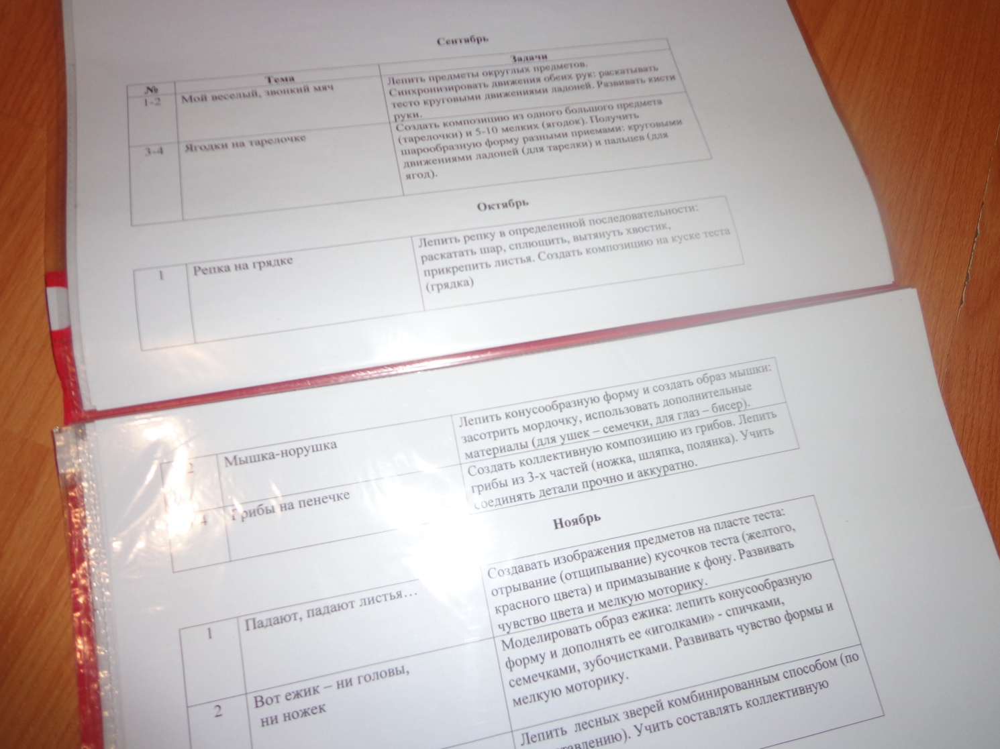 Сентябрь
№ Тема Задачи
1-2 Мой веселый, звонкий мяч
Лепить предметы округлых предметов.
Синхронизировать движения обеих рук: раскатывать
тесто круговыми движениями ладоней. Развивать кисти
руки.
3-4 Ягодки на тарелочке
Создать композицию из одного большого предмета
(тарелочки) и 5-10 мелких (ягодок). Получить
шарообразную форму разными приемами: круговыми
движениями ладоней (для тарелки) и пальцев (для
ягод).
Октябрь
1 Репка на грядке
Лепить репку в определенной последовательности:
раскатать шар, сплющить, вытянуть хвостик,
прикрепить листья. Создать композицию на куске теста
(грядка)
2 Мышка-норушка
Лепить конусообразную форму и создать образ мышки:
засотрить мордочку, использовать дополнительные
материалы (для ушек – семечки, для глаз – бисер).
4 Грибы на пенечке
Создать коллективную композицию из грибов. Лепить
грибы из 3-х частей (ножка, шляпка, полянка). Учить
соединять детали прочно и аккуратно.
Ноябрь
1 Падают, падают листья…
Создавать изображения предметов на пласте теста:
отрывание (отщипывание) кусочков теста (желтого,
красного цвета) и примазывание к фону. Развивать
чувство цвета и мелкую моторику.
2 Вот ежик – ни головы,
ни ножек
Моделировать образ ежика: лепить конусообразную
форму и дополнять ее «иголками» - спичками,
семечками, зубочистками. Развивать чувство формы и
мелкую моторику.
Лепить лесных зверей комбинированным способом (по
Учить составлять коллективную